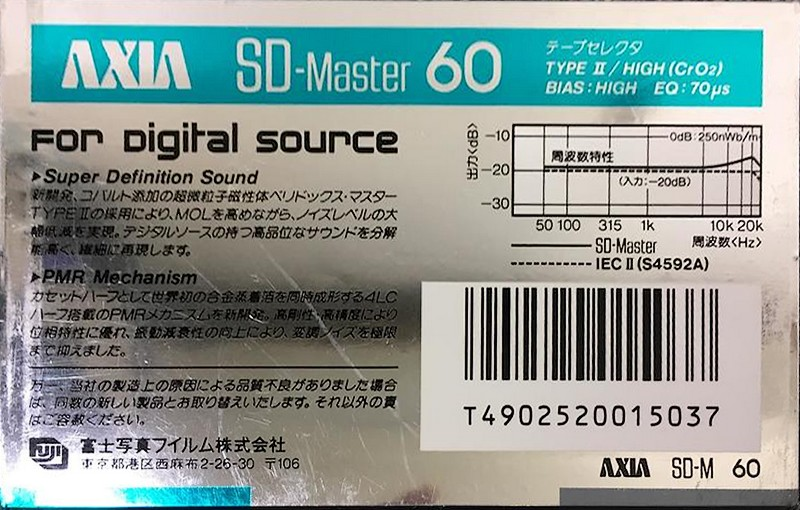 AXIA SD-Master 60
テープセレクタ
TYPE II / HIGH (CrO₂)
BIAS : HIGH EQ : 70μs
For Digital source
▶Super Definition Sound
新開発、コバルト添加の超微粒子磁性体ベリドックス・マスター
TYPE IIの採用により、MOLを高めながら、ノイズレベルの大
幅低減を実現。デジタルソースの持つ高品位なサウンドを分解
能高く、繊細に再現します。
▶PMR Mechanism
カセットハーフとして世界初の合金蒸着箔を同時成形する4LC
ハーフ搭載のPMRメカニズムを新開発。高剛性・高精度により
位相特性に優れ、振動減衰性の向上により、変調ノイズを極限
まで抑えました。
万一、当社の製造上の原因による品質不良がありました場合
は、同数の新しい製品とお取り替えいたします。それ以外の責
はご容赦ください。
FUJI 富士写真フイルム株式会社
東京都港区西麻布2-26-30 〒106
出力<dB>
-10
-20
-30
0dB : 250nWb/m
周波数特性
(入力 : -20dB)
50 100 315 1k 10k 20k
周波数<Hz>
SD-Master
IEC II (S4592A)
T4902520015037
AXIA SD-M 60